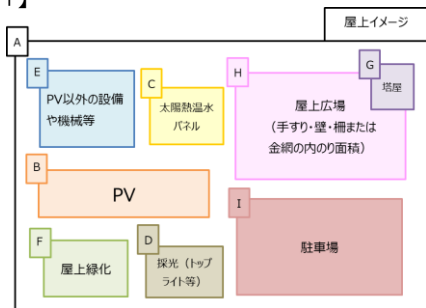 】
屋上イメージ
A
E
PV以外の設備
や機械等
C
太陽熱温水
パネル
H
屋上広場
（手すり・壁・柵または
金網の内のり面積）
G
塔屋
B
PV
I
駐車場
F
屋上緑化
D
採光（トップ
ライト等）